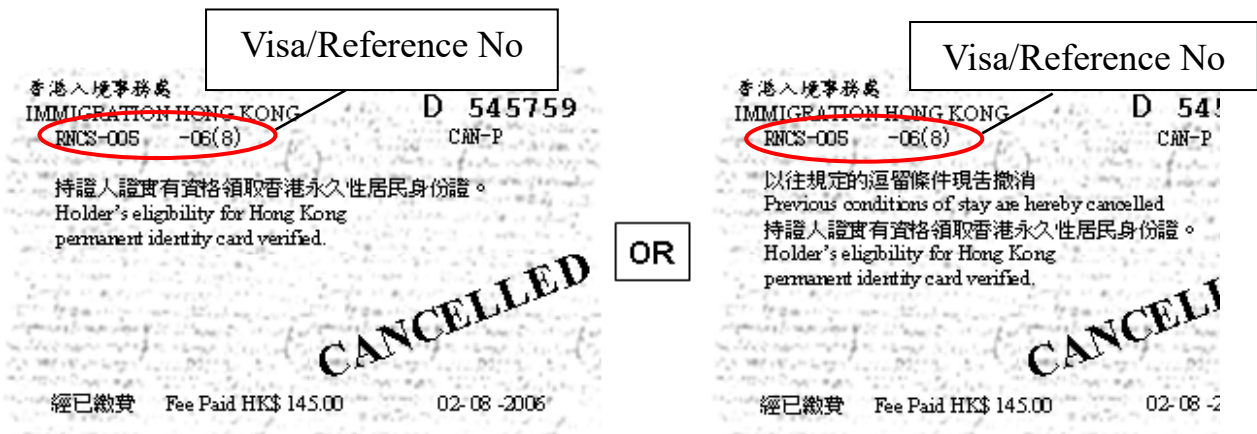 Visa/Reference No
香港入境事務處
IMMIGRATION HONG KONG
D 545759
RNCS-005 -06(8)
CAN-P
持證人證實有資格領取香港永久性居民身份證。
Holder's eligibility for Hong Kong
permanent identity card verified.
CANCELLED
經已繳費 Fee Paid HK$ 145.00 02-08-2006
OR
Visa/Reference No
香港入境事務處
IMMIGRATION HONG KONG
D 545
RNCS-005 -06(8)
CAN-P
以往規定的逗留條件現告撤消
Previous conditions of stay are hereby cancelled
持證人證實有資格領取香港永久性居民身份證。
Holder's eligibility for Hong Kong
permanent identity card verified.
CANCELL
經已繳費 Fee Paid HK$ 145.00 02-08-2